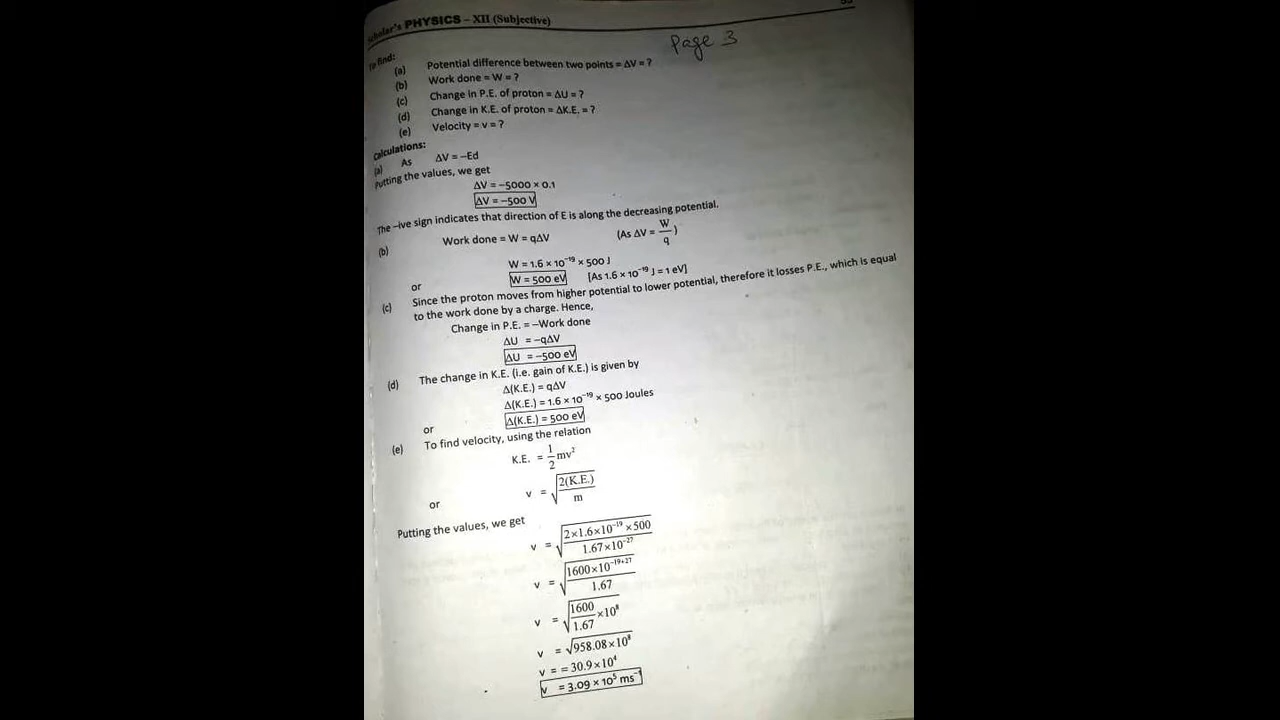 Scholar's PHYSICS – XII (Subjective)
Page 3
To find:
(a) Potential difference between two points = ΔV = ?
(b) Work done = W = ?
(c) Change in P.E. of proton = ΔU = ?
(d) Change in K.E. of proton = ΔK.E. = ?
(e) Velocity = v = ?
Calculations:
(a) As ΔV = –Ed
Putting the values, we get
ΔV = –5000 × 0.1
ΔV = –500 V
The –ive sign indicates that direction of E is along the decreasing potential.
(b) Work done = W = qΔV (As ΔV = W/q)
W = 1.6 × 10⁻¹⁹ × 500 J
or W = 500 eV [As 1.6 × 10⁻¹⁹ J = 1 eV]
(c) Since the proton moves from higher potential to lower potential, therefore it losses P.E., which is equal
to the work done by a charge. Hence,
Change in P.E. = –Work done
ΔU = –qΔV
ΔU = –500 eV
(d) The change in K.E. (i.e. gain of K.E.) is given by
Δ(K.E.) = qΔV
Δ(K.E.) = 1.6 × 10⁻¹⁹ × 500 Joules
or Δ(K.E.) = 500 eV
(e) To find velocity, using the relation
K.E. = 1/2 mv²
or v = √(2(K.E.)/m)
Putting the values, we get
v = √(2×1.6×10⁻¹⁹×500/1.67×10⁻²⁷)
v = √(1600×10⁻¹⁹⁺²⁷/1.67)
v = √(1600/1.67 ×10⁸)
v = √958.08×10⁸
v = = 30.9×10⁴
v = 3.09 × 10⁵ ms⁻¹